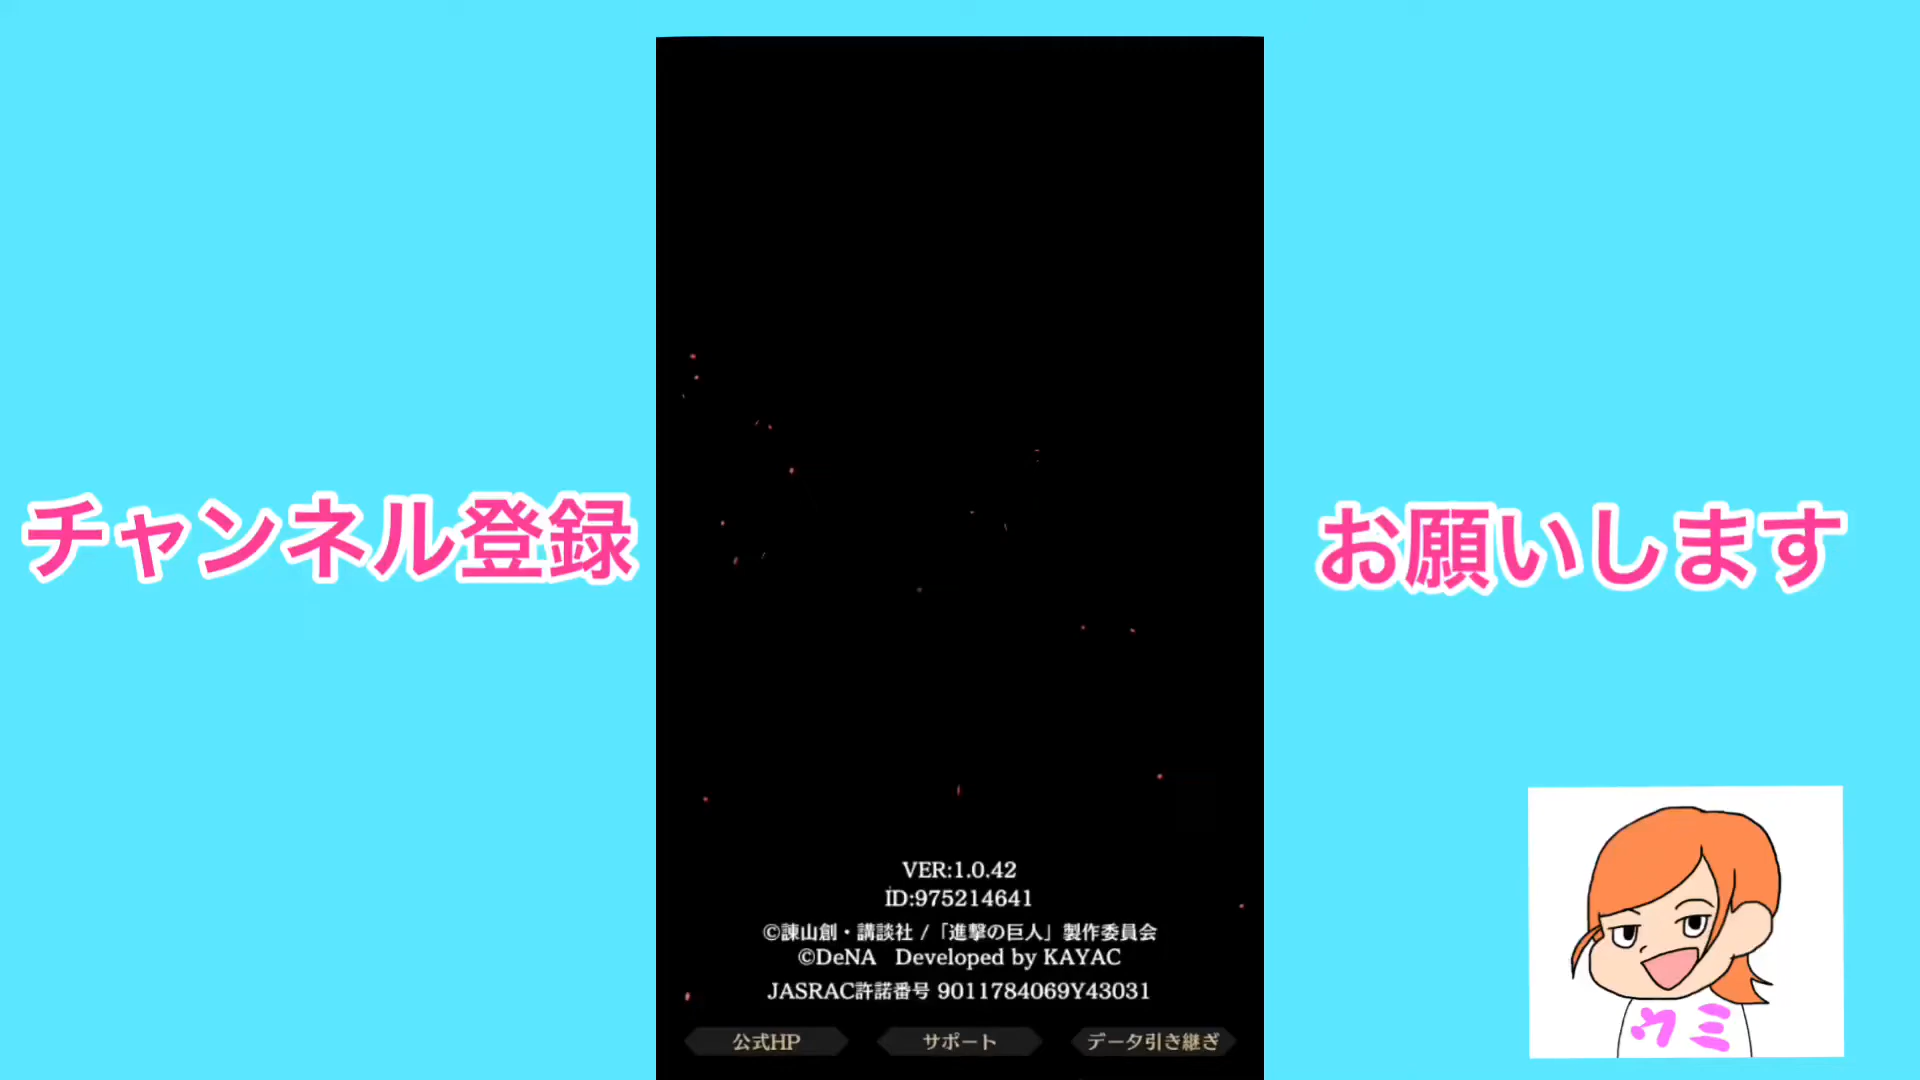 チャンネル登録
お願いします
VER:1.0.42
ID:975214641
©諫山創・講談社 /「進撃の巨人」製作委員会
©DeNA Developed by KAYAC
JASRAC許諾番号 9011784069Y43031
公式HP
サポート
データ引き継ぎ
ウミ